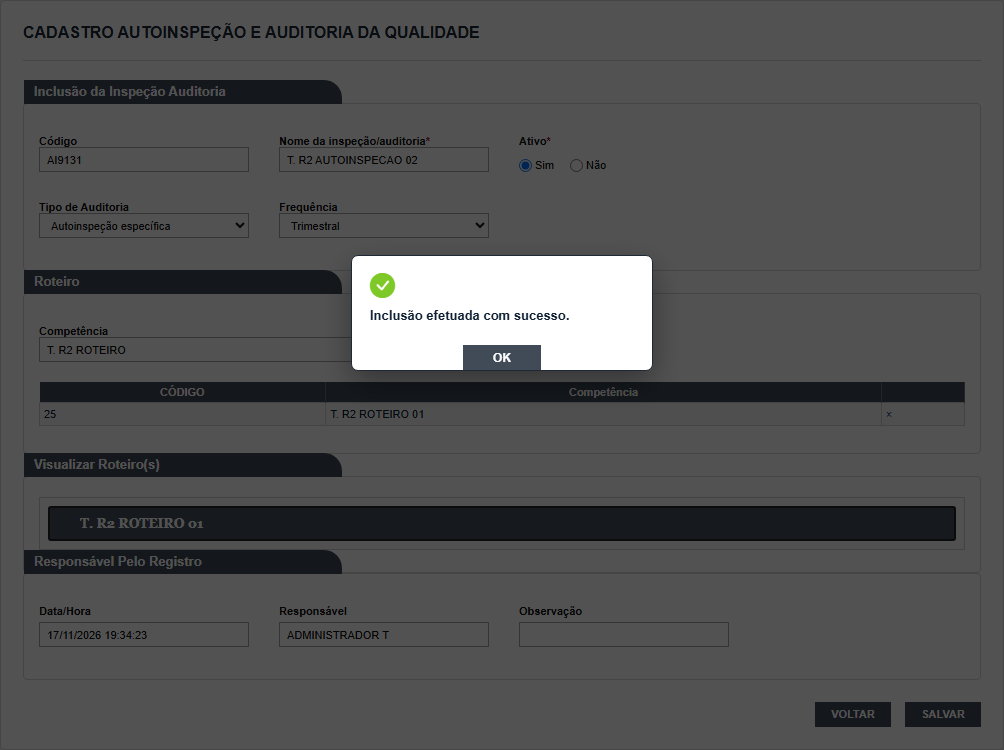 CADASTRO AUTOINSPEÇÃO E AUDITORIA DA QUALIDADE
Inclusão da Inspeção Auditoria
Código
Nome da inspeção/auditoria*
Ativo*
AI9131
T. R2 AUTOINSPECAO 02
Sim
Não
Tipo de Auditoria
Frequência
Autoinspeção específica
Trimestral
Roteiro
Inclusão efetuada com sucesso.
OK
Competência
T. R2 ROTEIRO
CÓDIGO
Competência
25
T. R2 ROTEIRO 01
x
Visualizar Roteiro(s)
T. R2 ROTEIRO 01
Responsável Pelo Registro
Data/Hora
Responsável
Observação
17/11/2026 19:34:23
ADMINISTRADOR T
VOLTAR
SALVAR